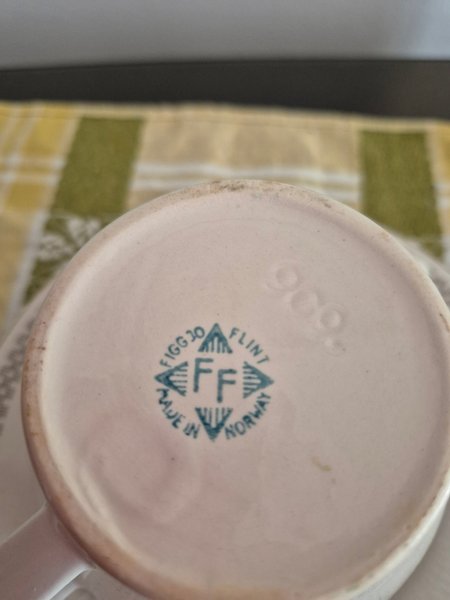 FIGGJO FLINT
FF
MADE IN NORWAY
909.